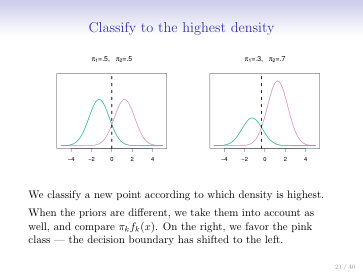 Classify to the highest density
π₁=.5, π₂=.5
π₁=.3, π₂=.7
−4 −2 0 2 4
−4 −2 0 2 4
We classify a new point according to which density is highest.
When the priors are different, we take them into account as
well, and compare πₖfₖ(x). On the right, we favor the pink
class — the decision boundary has shifted to the left.
21 / 40